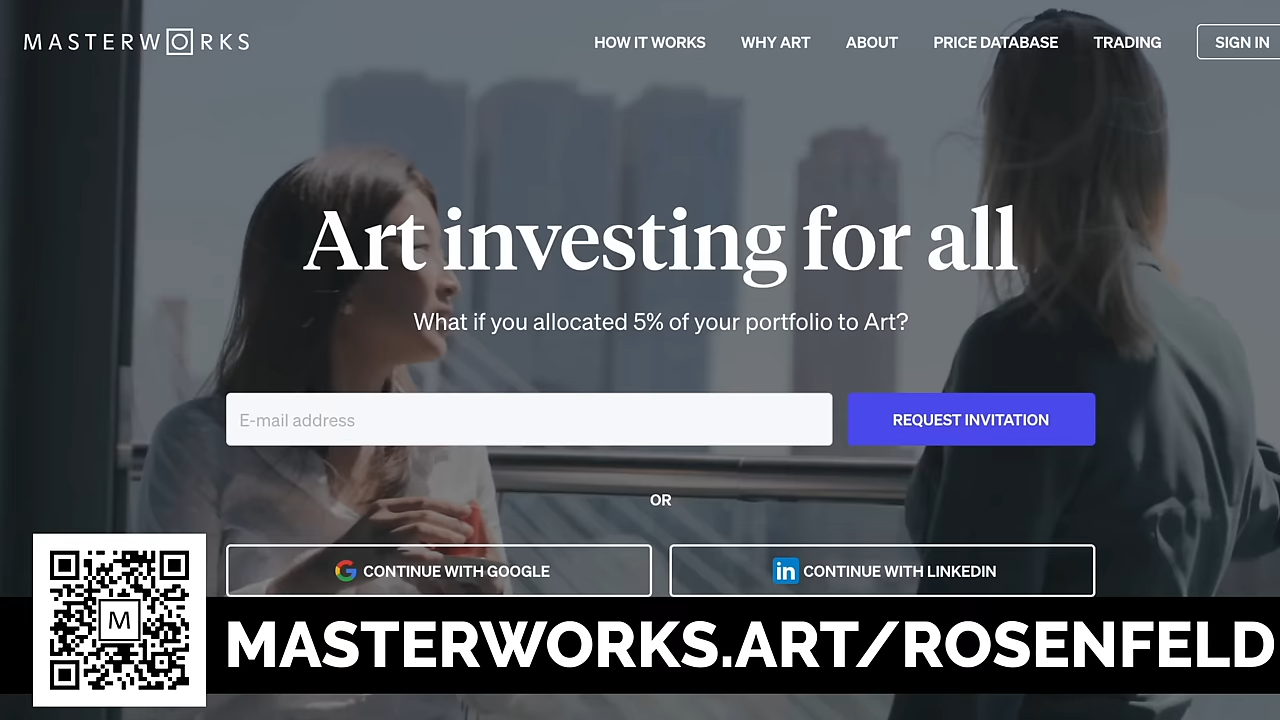 MASTERWORKS
HOW IT WORKS WHY ART ABOUT PRICE DATABASE TRADING SIGN IN
Art investing for all
What if you allocated 5% of your portfolio to Art?
E-mail address REQUEST INVITATION
OR
CONTINUE WITH GOOGLE in CONTINUE WITH LINKEDIN
M
MASTERWORKS.ART/ROSENFELD